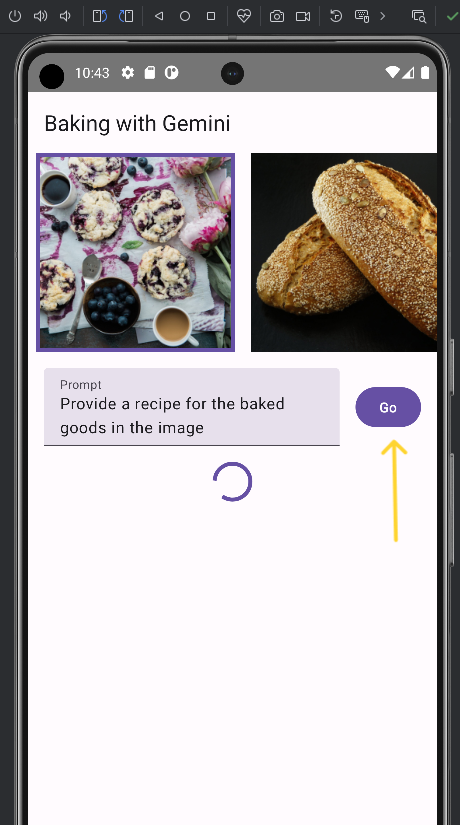 10:43
Baking with Gemini
Prompt
Provide a recipe for the baked
goods in the image
Go